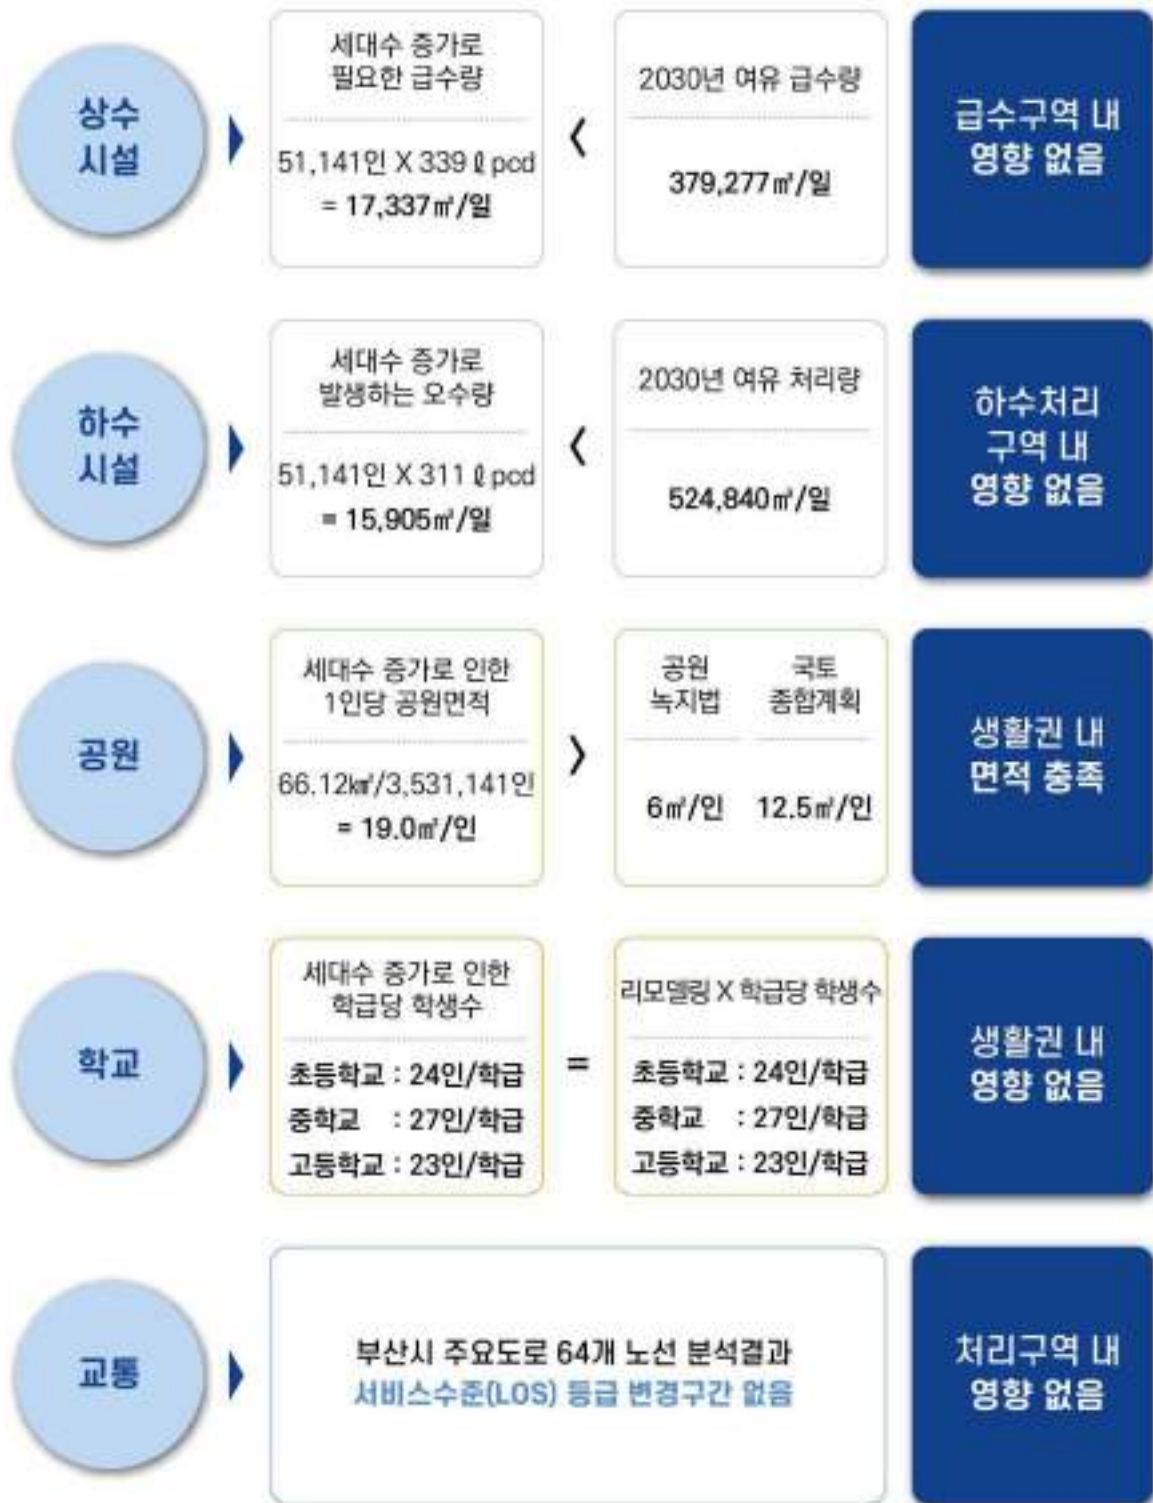 상수
시설
세대수 증가로
필요한 급수량
51,141인 X 339 ℓpcd
= 17,337㎥/일
<
2030년 여유 급수량
379,277㎥/일
급수구역 내
영향 없음
하수
시설
세대수 증가로
발생하는 오수량
51,141인 X 311 ℓpcd
= 15,905㎥/일
<
2030년 여유 처리량
524,840㎥/일
하수처리
구역 내
영향 없음
공원
세대수 증가로 인한
1인당 공원면적
66.12㎢/3,531,141인
= 19.0㎡/인
>
공원
녹지법
6㎡/인
국토
종합계획
12.5㎡/인
생활권 내
면적 충족
학교
세대수 증가로 인한
학급당 학생수
초등학교 : 24인/학급
중학교 : 27인/학급
고등학교 : 23인/학급
=
리모델링 X 학급당 학생수
초등학교 : 24인/학급
중학교 : 27인/학급
고등학교 : 23인/학급
생활권 내
영향 없음
교통
부산시 주요도로 64개 노선 분석결과
서비스수준(LOS) 등급 변경구간 없음
처리구역 내
영향 없음